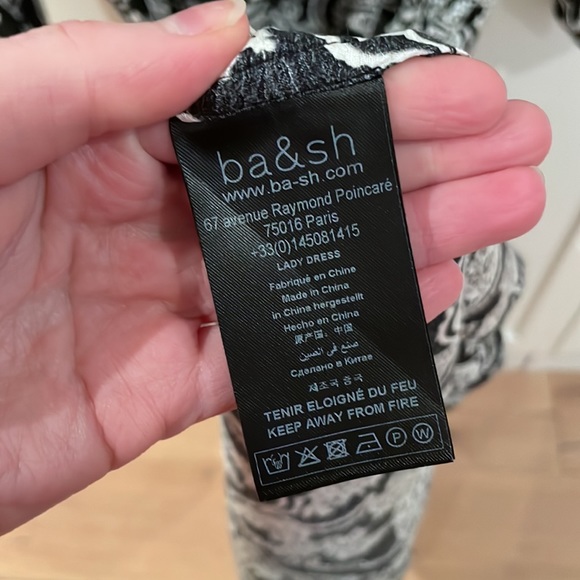 ba&sh
www.ba-sh.com
67 avenue Raymond Poincaré
75016 Paris
+33(0)145081415
LADY DRESS
Fabriqué en Chine
Made in China
in China hergestellt
Hecho en China
原产国：中国
صنع في الصين
Сделано в Китае
제조국 중국
TENIR ELOIGNÉ DU FEU
KEEP AWAY FROM FIRE
P W